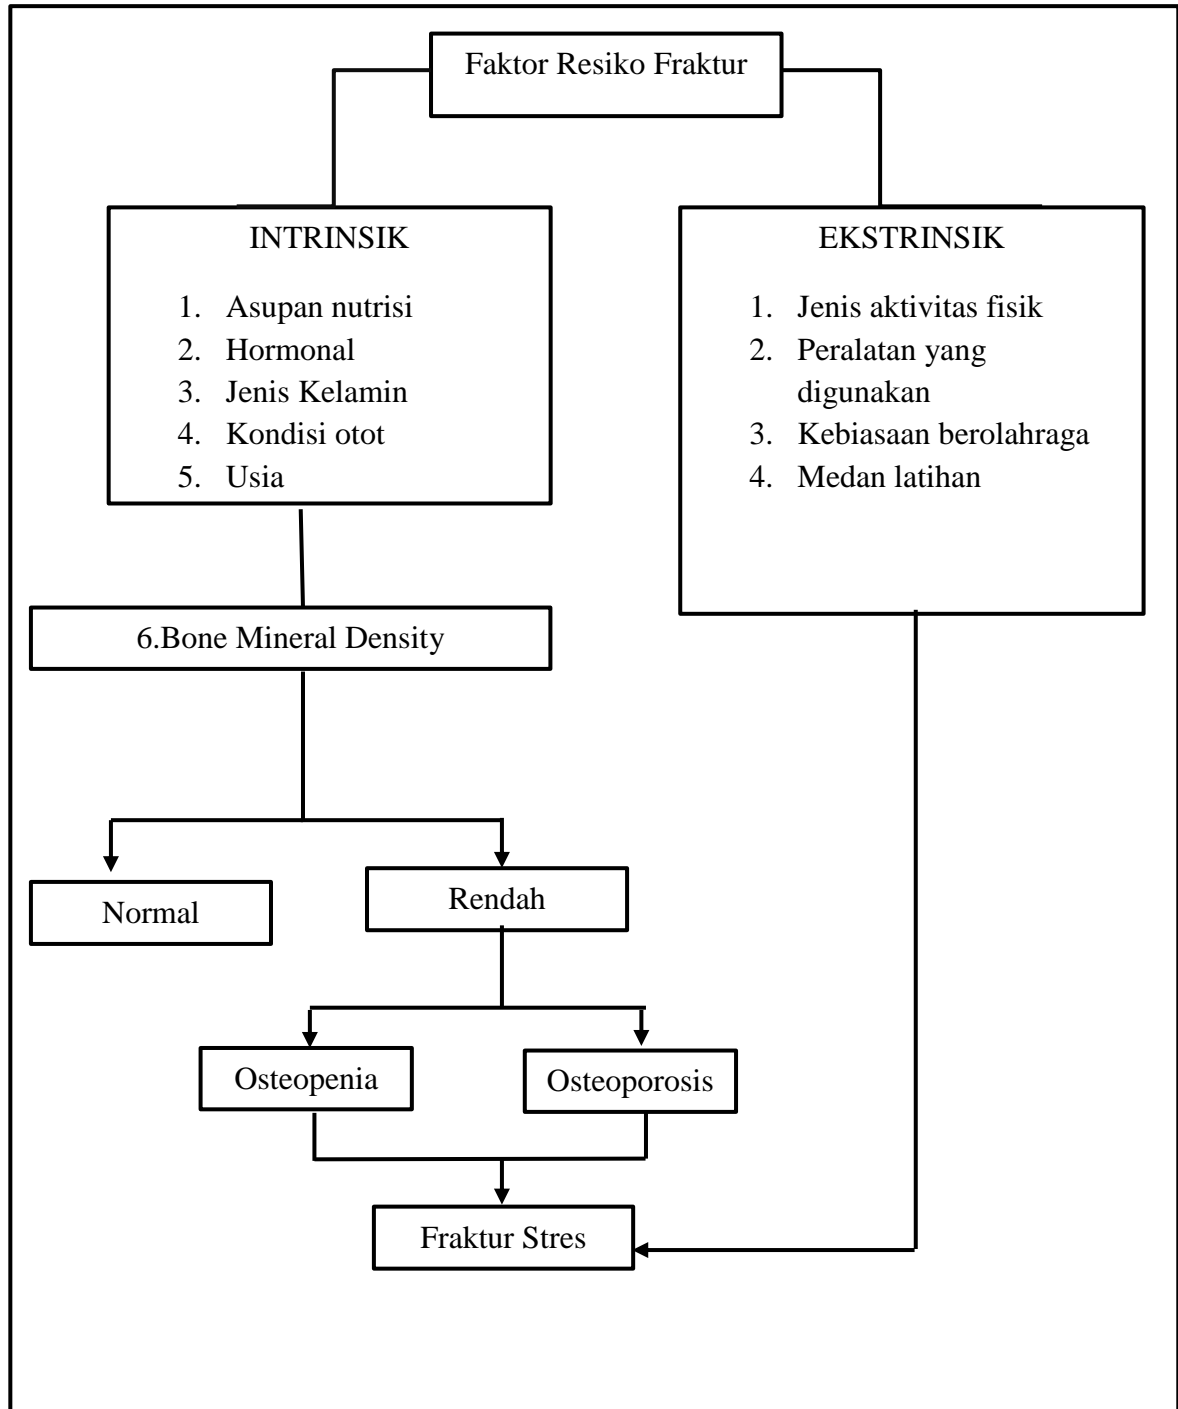 Faktor Resiko Fraktur
INTRINSIK
1. Asupan nutrisi
2. Hormonal
3. Jenis Kelamin
4. Kondisi otot
5. Usia
EKSTRINSIK
1. Jenis aktivitas fisik
2. Peralatan yang
digunakan
3. Kebiasaan berolahraga
4. Medan latihan
6.Bone Mineral Density
Normal
Rendah
Osteopenia
Osteoporosis
Fraktur Stres